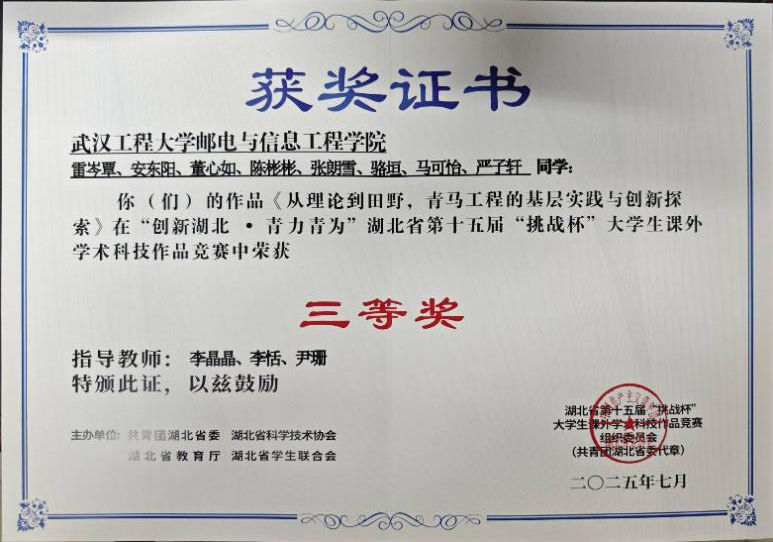 获奖证书
武汉工程大学邮电与信息工程学院
雷岑覃、安东阳、董心如、陈彬彬、张朗雪、骆垣、马可怡、严子轩 同学：
你（们）的作品《从理论到田野，青马工程的基层实践与创新探
索》在“创新湖北·青力青为”湖北省第十五届“挑战杯”大学生课外
学术科技作品竞赛中荣获
三等奖
指导教师：李晶晶、李恬、尹珊
特颁此证，以兹鼓励
主办单位：共青团湖北省委 湖北省科学技术协会
湖北省教育厅 湖北省学生联合会
湖北省第十五届“挑战杯”
大学生课外学术科技作品竞赛
组织委员会
（共青团湖北省委代章）
二〇二五年七月